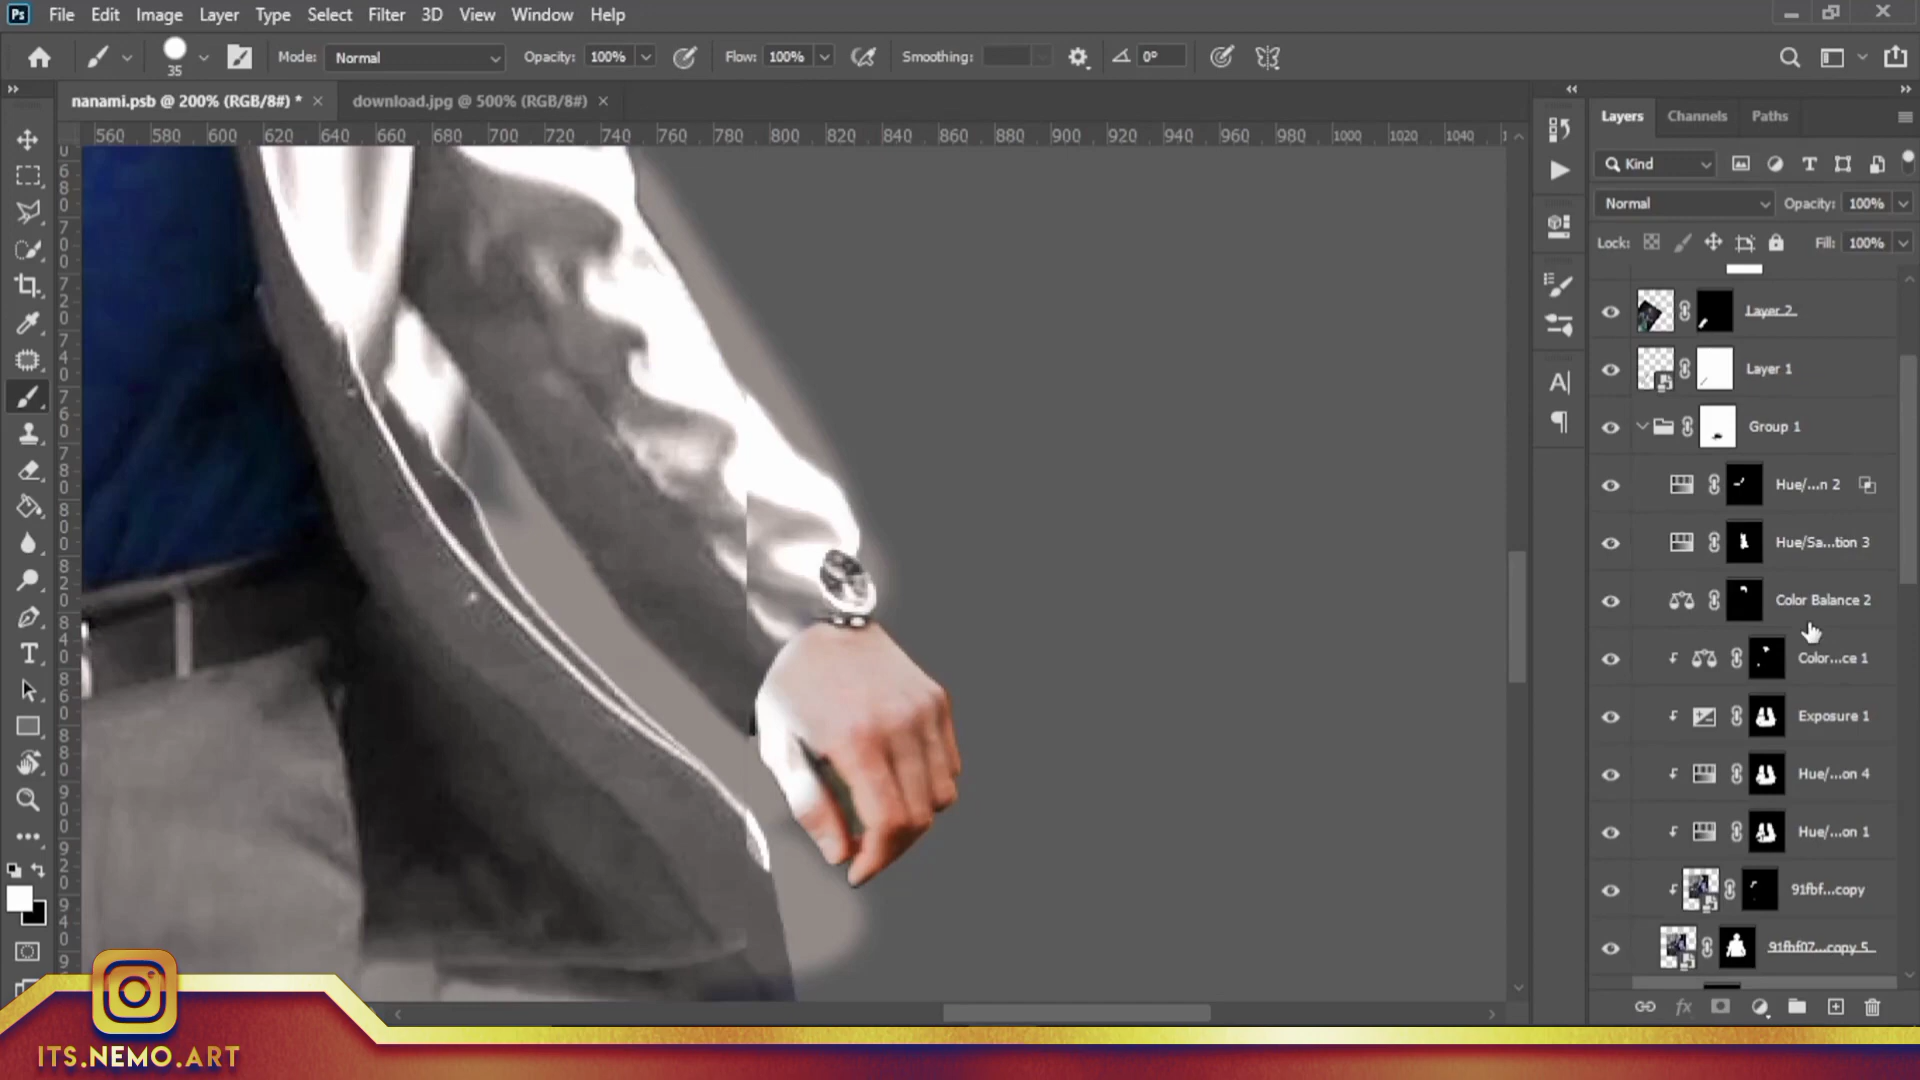 Ps File Edit Image Layer Type Select Filter 3D View Window Help
35 Mode: Normal Opacity: 100% Flow: 100% Smoothing: 0°
nanami.psb @ 200% (RGB/8#) * × download.jpg @ 500% (RGB/8#) ×
560 580 600 620 640 660 680 700 720 740 760 780 800 820 840 860 880 900 920 940 960 980 1000 1020 1040
Layers Channels Paths
Kind
Normal Opacity: 100%
Lock: Fill: 100%
Layer 2
Layer 1
Group 1
Hue/...n 2
Hue/Sa...tion 3
Color Balance 2
Color...ce 1
Exposure 1
Hue/...on 4
Hue/...on 1
91fbf...copy
91fbf07...copy 5
ITS.NEMO.ART